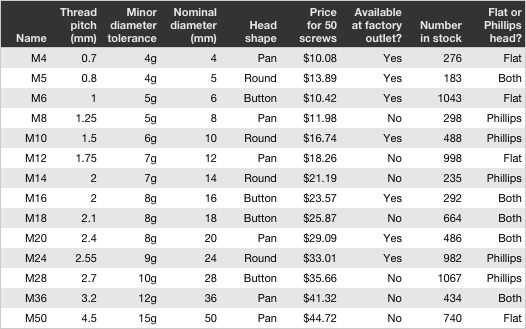 Name Thread pitch (mm) Minor diameter tolerance Nominal diameter (mm) Head shape Price for 50 screws Available at factory outlet? Number in stock Flat or Phillips head?
M4 0.7 4g 4 Pan $10.08 Yes 276 Flat
M5 0.8 4g 5 Round $13.89 Yes 183 Both
M6 1 5g 6 Button $10.42 Yes 1043 Flat
M8 1.25 5g 8 Pan $11.98 No 298 Phillips
M10 1.5 6g 10 Round $16.74 Yes 488 Phillips
M12 1.75 7g 12 Pan $18.26 No 998 Flat
M14 2 7g 14 Round $21.19 No 235 Phillips
M16 2 8g 16 Button $23.57 Yes 292 Both
M18 2.1 8g 18 Button $25.87 No 664 Both
M20 2.4 8g 20 Pan $29.09 Yes 486 Both
M24 2.55 9g 24 Round $33.01 Yes 982 Phillips
M28 2.7 10g 28 Button $35.66 No 1067 Phillips
M36 3.2 12g 36 Pan $41.32 No 434 Both
M50 4.5 15g 50 Pan $44.72 No 740 Flat